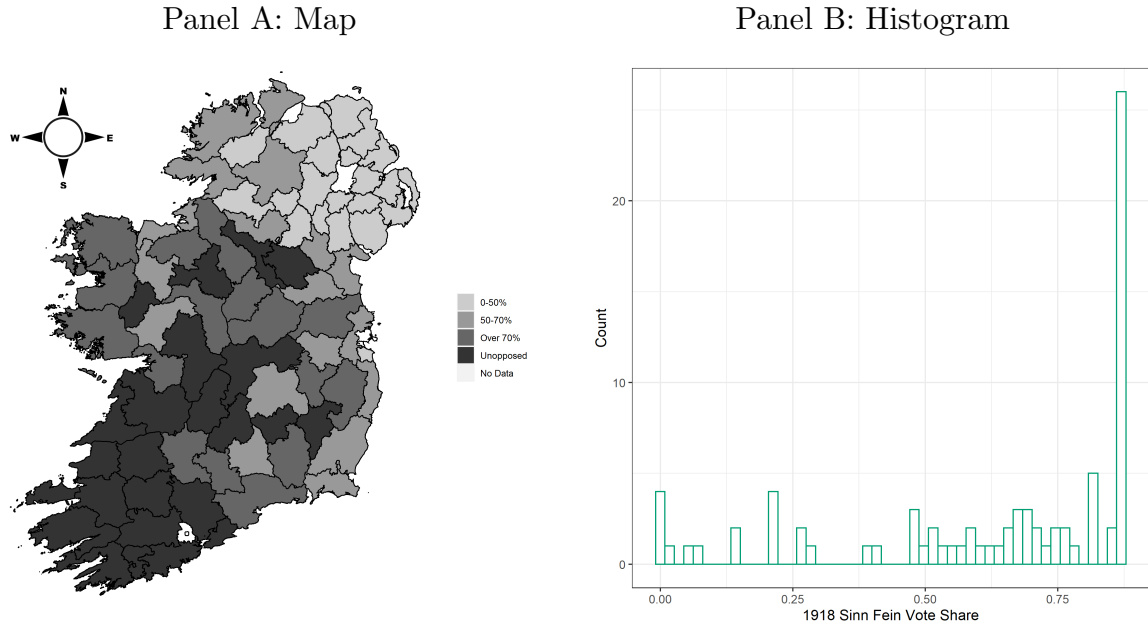 Panel A: Map
Panel B: Histogram
N
W
E
S
0-50%
50-70%
Over 70%
Unopposed
No Data
Count
20
10
0
0.00
0.25
0.50
0.75
1918 Sinn Fein Vote Share